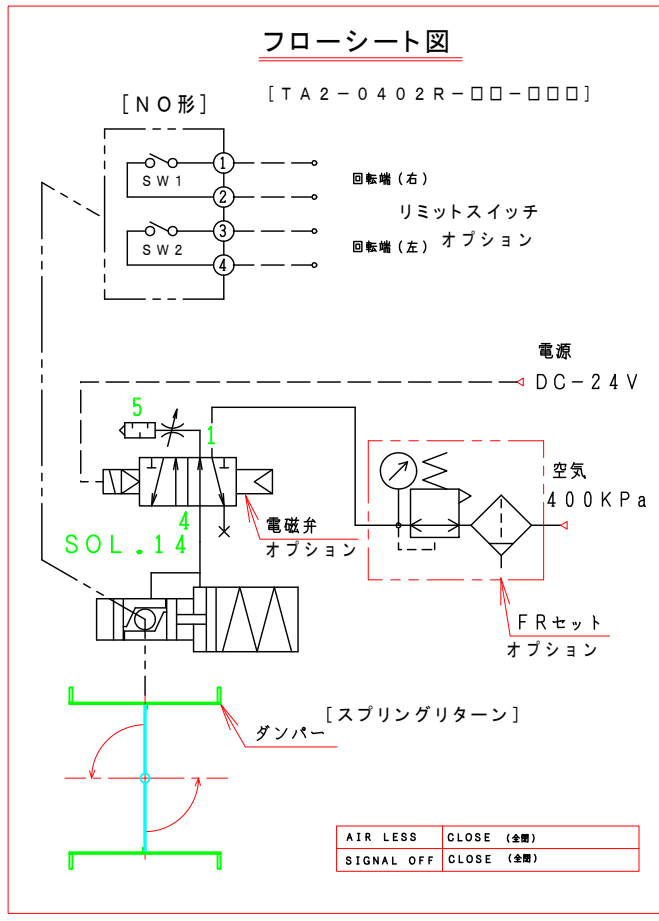 フローシート図
[NO形]
[TA2-0402R-□□-□□□]
1
SW1
2
3
SW2
4
回転端(右)
リミットスイッチ
オプション
回転端(左)
電源
DC-24V
5
1
4
SOL.14
電磁弁
オプション
空気
400KPa
FRセット
オプション
[スプリングリターン]
ダンパー
AIR LESS CLOSE (全閉)
SIGNAL OFF CLOSE (全閉)